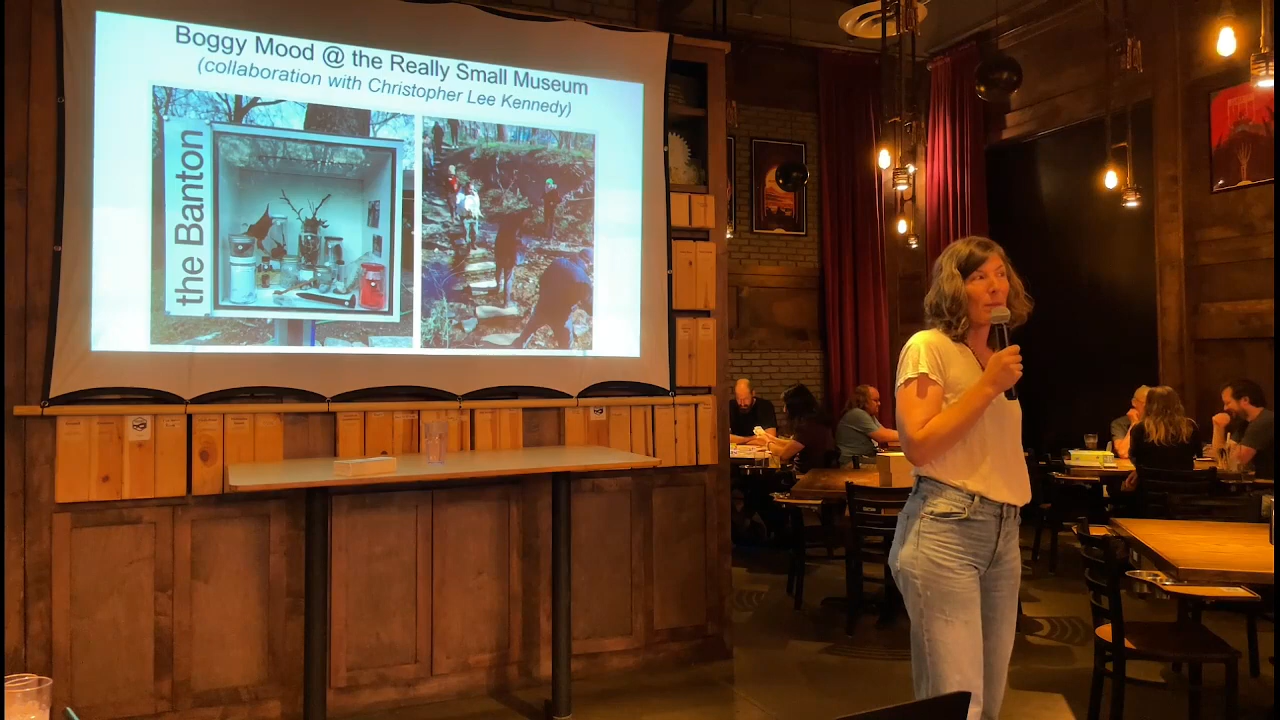 Boggy Mood @ the Really Small Museum
(collaboration with Christopher Lee Kennedy)
the Banton